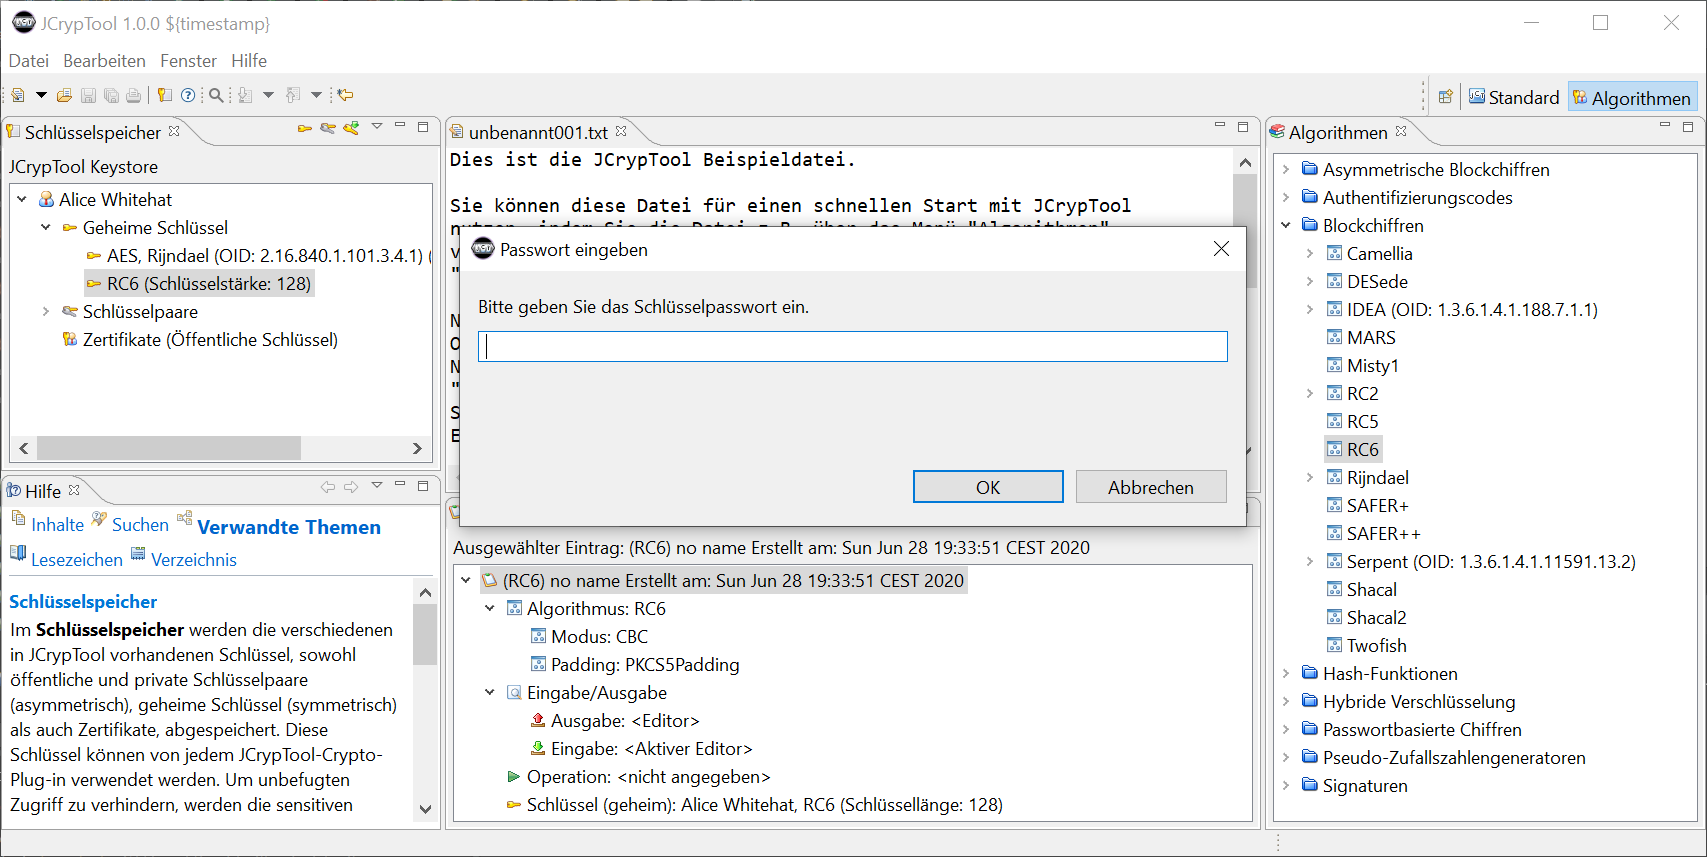 JCrypTool 1.0.0 ${timestamp}
Datei Bearbeiten Fenster Hilfe
Standard Algorithmen
Schlüsselspeicher
JCrypTool Keystore
Alice Whitehat
Geheime Schlüssel
AES, Rijndael (OID: 2.16.840.1.101.3.4.1) (
RC6 (Schlüsselstärke: 128)
Schlüsselpaare
Zertifikate (Öffentliche Schlüssel)
Hilfe
Inhalte Suchen Verwandte Themen
Lesezeichen Verzeichnis
Schlüsselspeicher
Im Schlüsselspeicher werden die verschiedenen
in JCrypTool vorhandenen Schlüssel, sowohl
öffentliche und private Schlüsselpaare
(asymmetrisch), geheime Schlüssel (symmetrisch)
als auch Zertifikate, abgespeichert. Diese
Schlüssel können von jedem JCrypTool-Crypto-
Plug-in verwendet werden. Um unbefugten
Zugriff zu verhindern, werden die sensitiven
unbenannt001.txt
Dies ist die JCrypTool Beispieldatei.
Sie können diese Datei für einen schnellen Start mit JCrypTool
nutzen, indem Sie die Datei z.B. über das Menü "Algorithmen"
Passwort eingeben
Bitte geben Sie das Schlüsselpasswort ein.
OK Abbrechen
Ausgewählter Eintrag: (RC6) no name Erstellt am: Sun Jun 28 19:33:51 CEST 2020
(RC6) no name Erstellt am: Sun Jun 28 19:33:51 CEST 2020
Algorithmus: RC6
Modus: CBC
Padding: PKCS5Padding
Eingabe/Ausgabe
Ausgabe: <Editor>
Eingabe: <Aktiver Editor>
Operation: <nicht angegeben>
Schlüssel (geheim): Alice Whitehat, RC6 (Schlüssellänge: 128)
Algorithmen
Asymmetrische Blockchiffren
Authentifizierungscodes
Blockchiffren
Camellia
DESede
IDEA (OID: 1.3.6.1.4.1.188.7.1.1)
MARS
Misty1
RC2
RC5
RC6
Rijndael
SAFER+
SAFER++
Serpent (OID: 1.3.6.1.4.1.11591.13.2)
Shacal
Shacal2
Twofish
Hash-Funktionen
Hybride Verschlüsselung
Passwortbasierte Chiffren
Pseudo-Zufallszahlengeneratoren
Signaturen